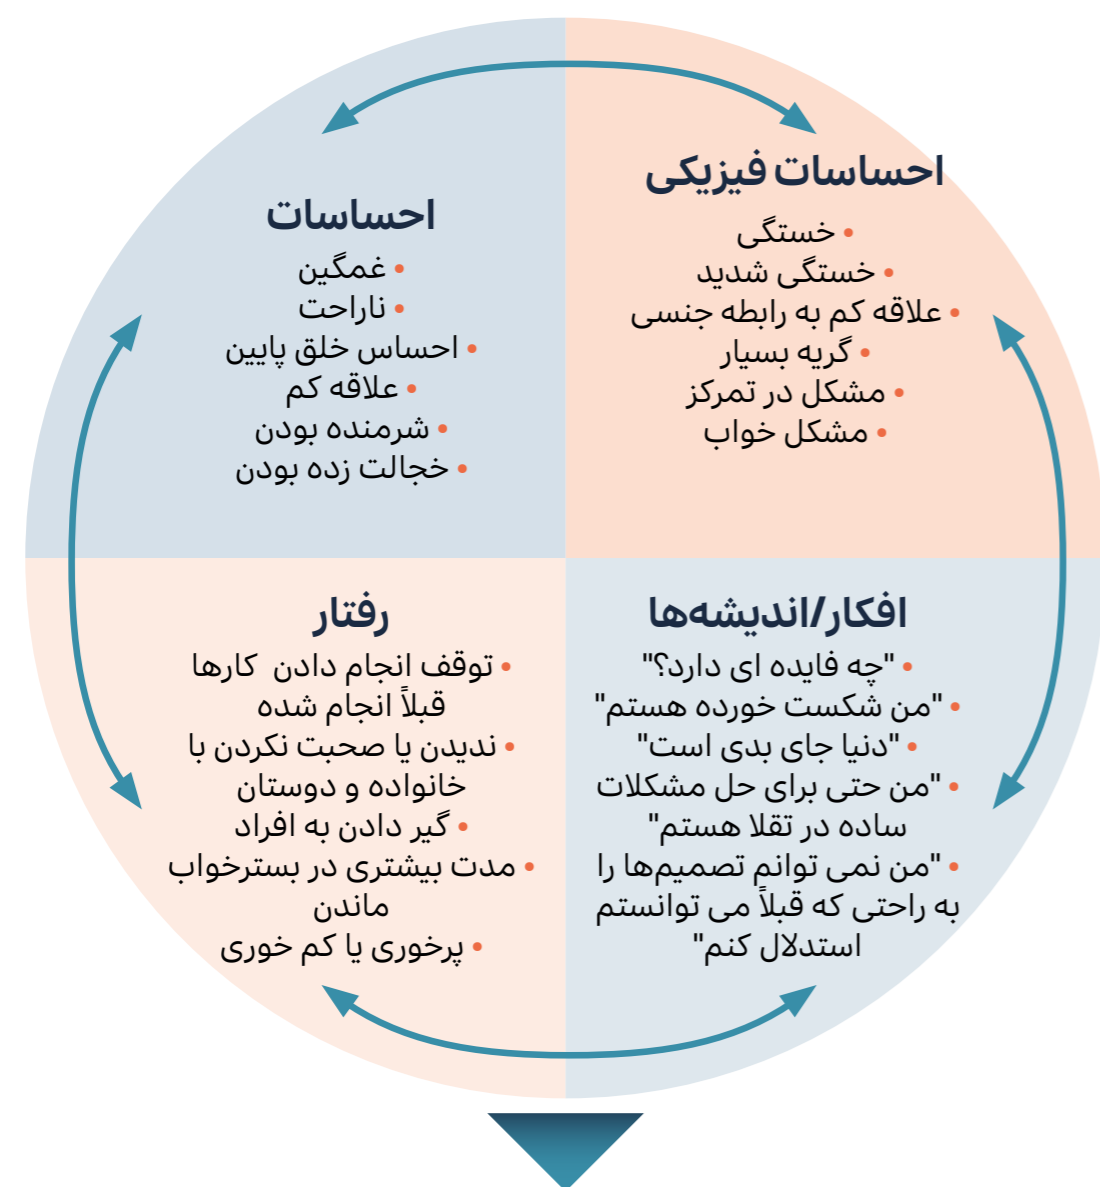 احساسات فیزیکی
• خستگی
• خستگی شدید
• علاقه کم به رابطه جنسی
• گریه بسیار
• مشکل در تمرکز
• مشکل خواب
احساسات
• غمگین
• ناراحت
• احساس خلق پایین
• علاقه کم
• شرمنده بودن
• خجالت زده بودن
افکار/اندیشه‌ها
• "چه فایده ای دارد؟"
• "من شکست خورده هستم"
• "دنیا جای بدی است"
• "من حتی برای حل مشکلات
ساده در تقلا هستم"
• "من نمی توانم تصمیم‌ها را
به راحتی که قبلاً می توانستم
استدلال کنم"
رفتار
• توقف انجام دادن کارها
قبلاً انجام شده
• ندیدن یا صحبت نکردن با
خانواده و دوستان
• گیر دادن به افراد
• مدت بیشتری در بسترخواب
ماندن
• پرخوری یا کم خوری